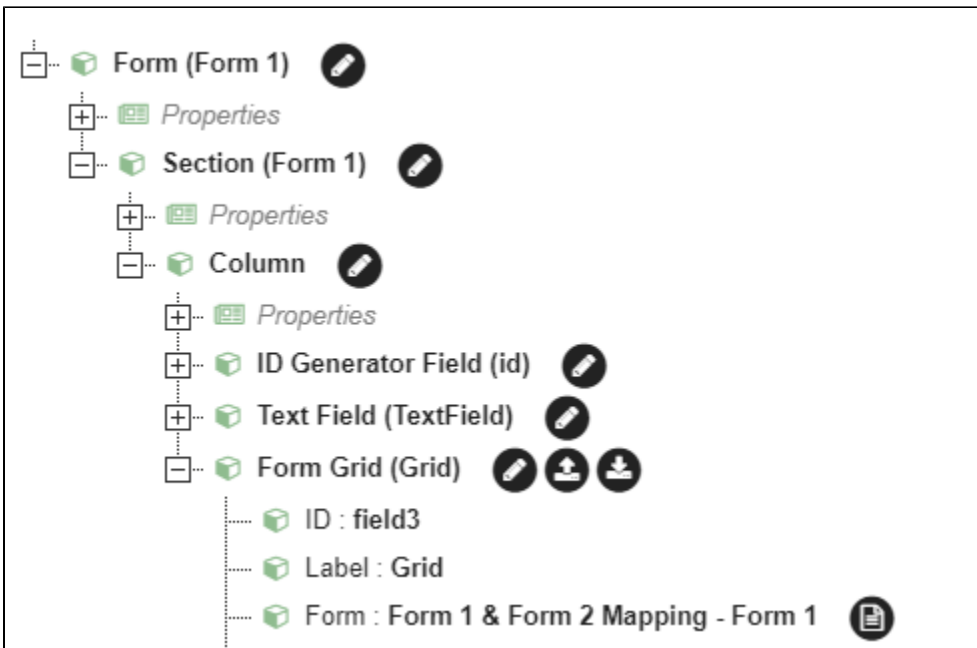 Form (Form 1)
Properties
Section (Form 1)
Properties
Column
Properties
ID Generator Field (id)
Text Field (TextField)
Form Grid (Grid)
ID : field3
Label : Grid
Form : Form 1 & Form 2 Mapping - Form 1